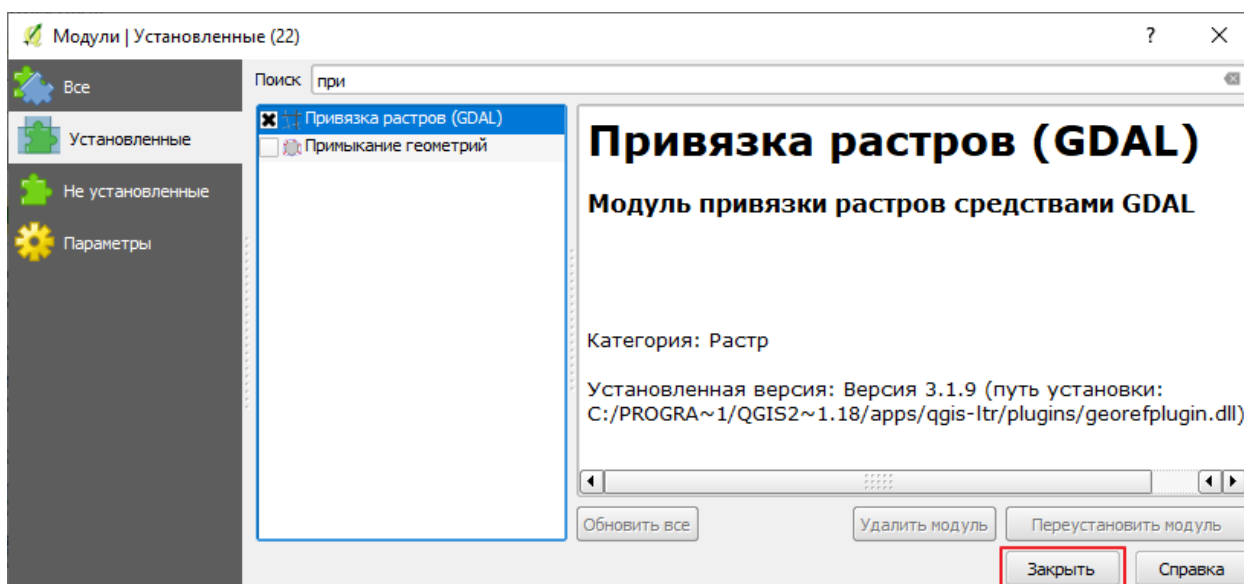 Модули | Установленные (22)
?
Все
Установленные
Не установленные
Параметры
Поиск при
Привязка растров (GDAL)
Примыкание геометрий
Привязка растров (GDAL)
Модуль привязки растров средствами GDAL
Категория: Растр
Установленная версия: Версия 3.1.9 (путь установки:
C:/PROGRA~1/QGIS2~1.18/apps/qgis-ltr/plugins/georefplugin.dll)
Обновить все
Удалить модуль
Переустановить модуль
Закрыть
Справка